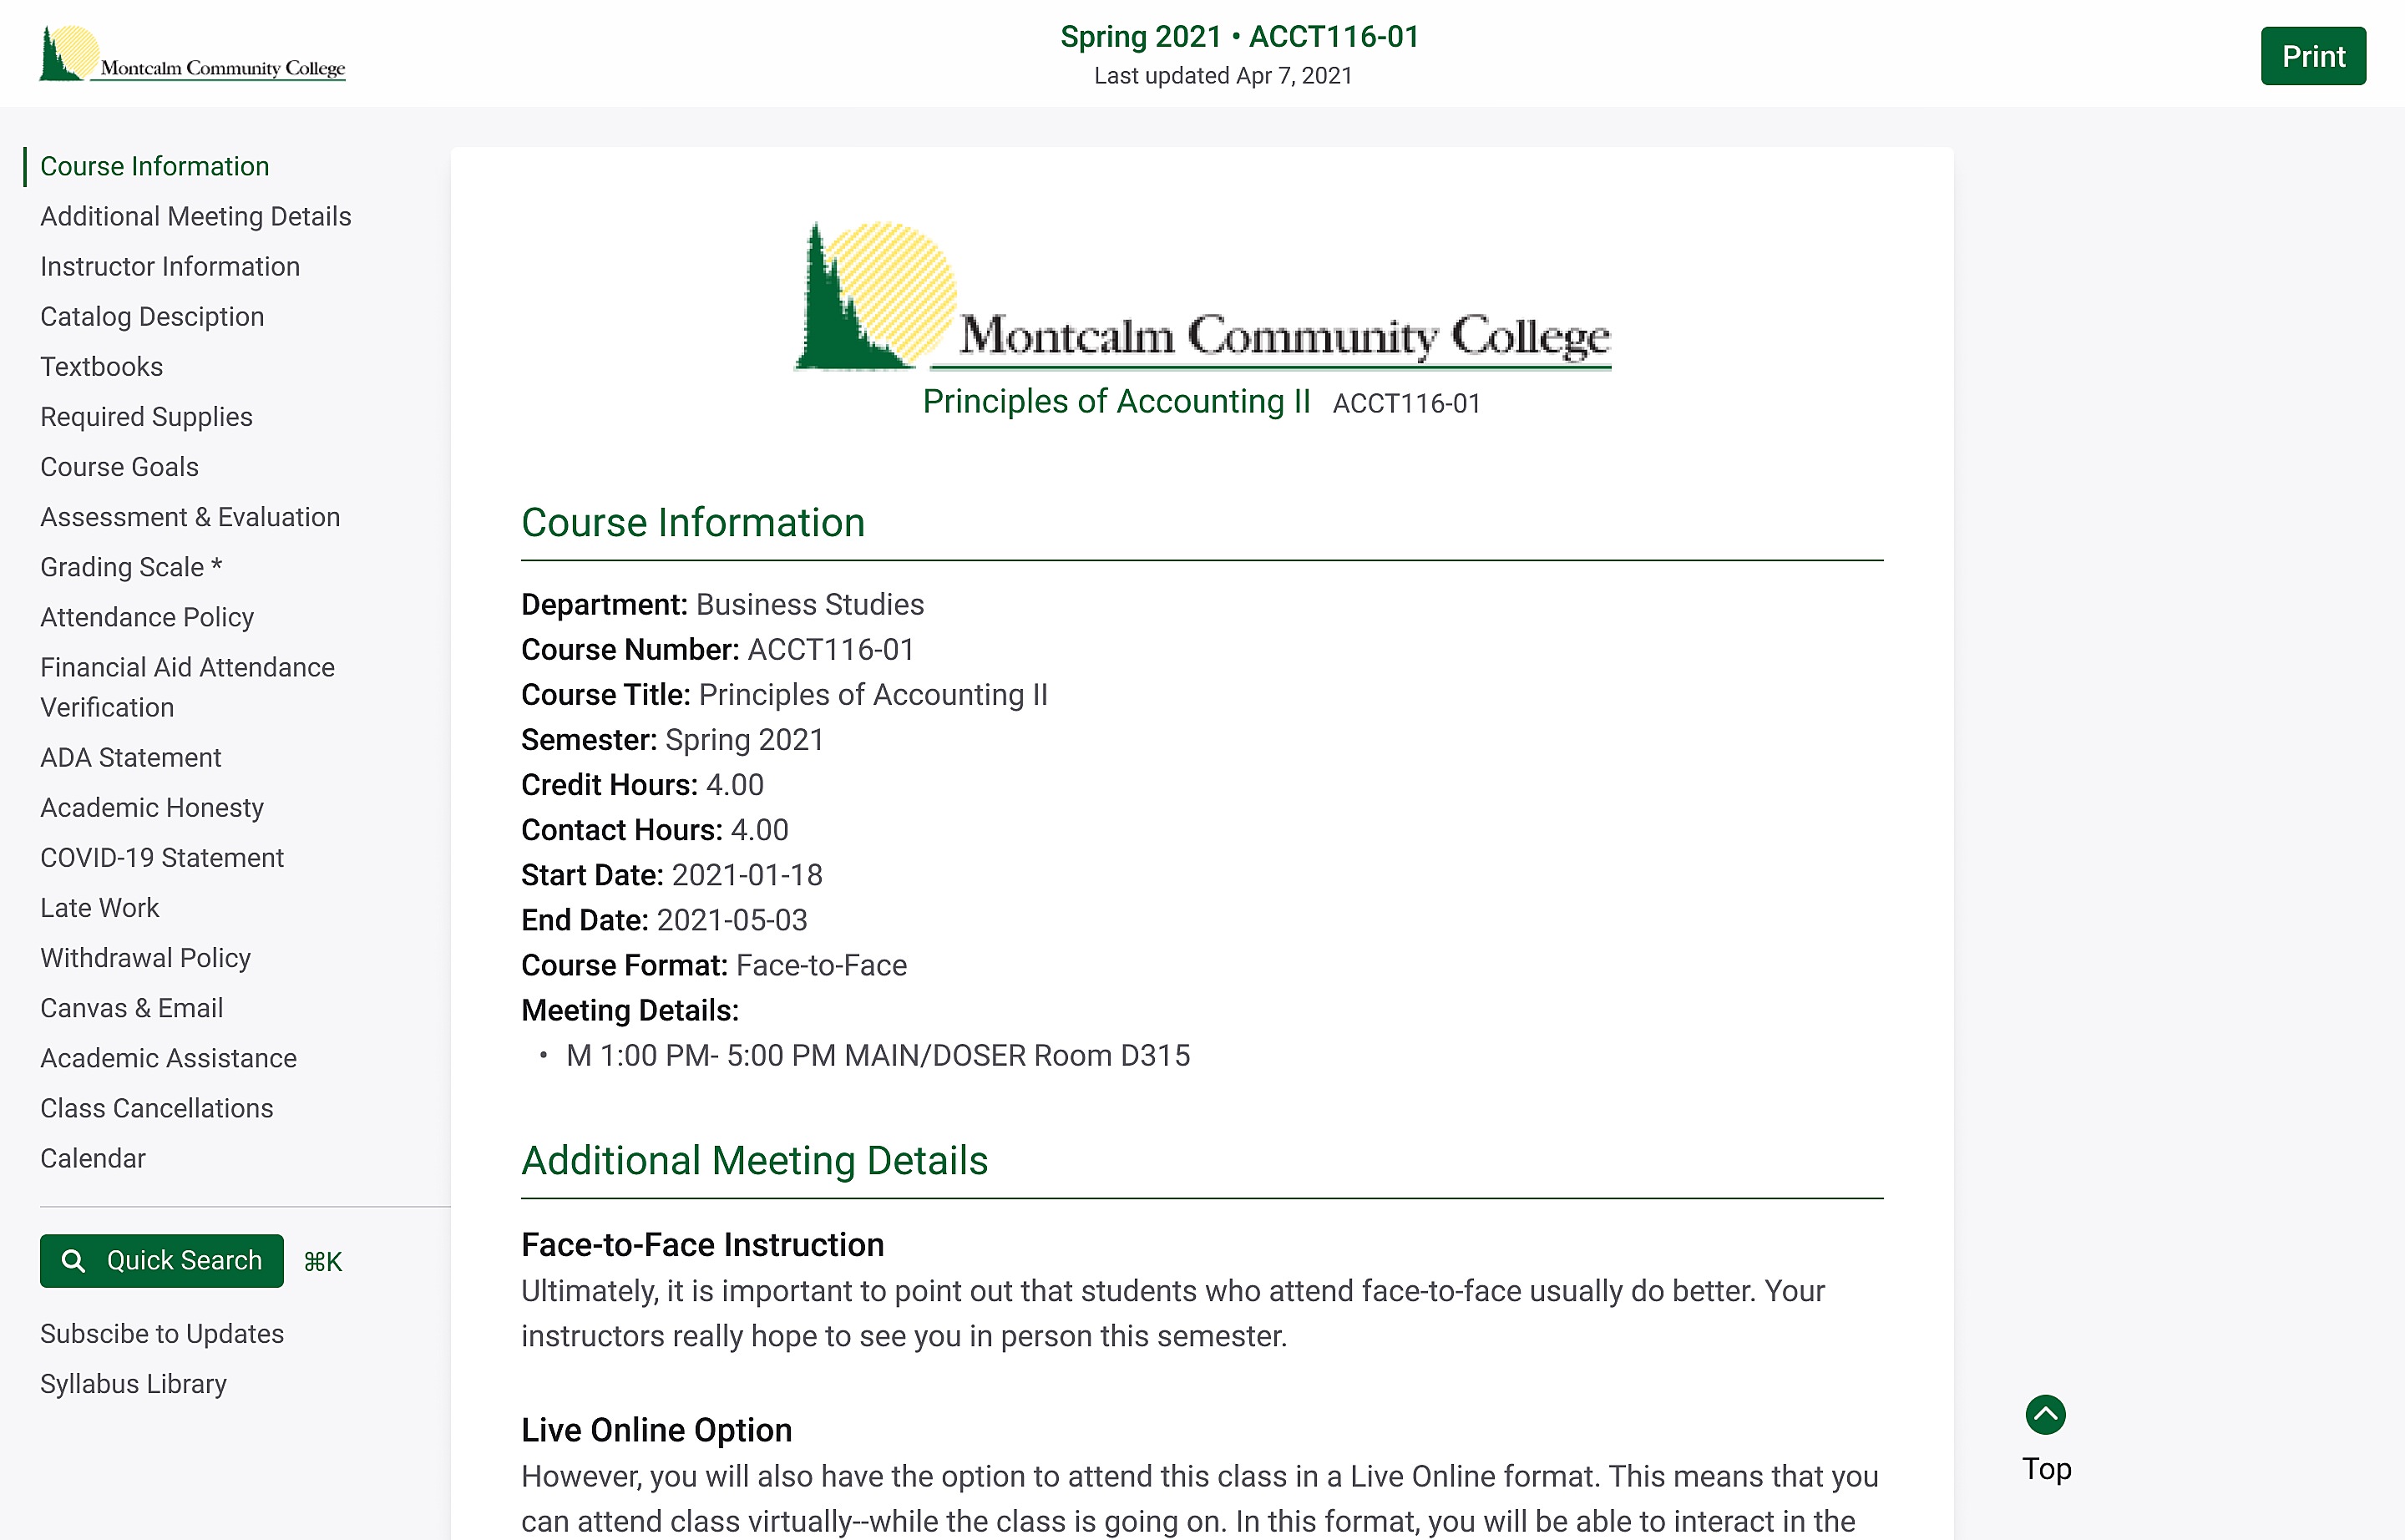 Montcalm Community College
Spring 2021 • ACCT116-01
Last updated Apr 7, 2021
Print
Course Information
Additional Meeting Details
Instructor Information
Catalog Desciption
Textbooks
Required Supplies
Course Goals
Assessment & Evaluation
Grading Scale *
Attendance Policy
Financial Aid Attendance
Verification
ADA Statement
Academic Honesty
COVID-19 Statement
Late Work
Withdrawal Policy
Canvas & Email
Academic Assistance
Class Cancellations
Calendar
Quick Search ⌘K
Subscibe to Updates
Syllabus Library
Montcalm Community College
Principles of Accounting II ACCT116-01
Course Information
Department: Business Studies
Course Number: ACCT116-01
Course Title: Principles of Accounting II
Semester: Spring 2021
Credit Hours: 4.00
Contact Hours: 4.00
Start Date: 2021-01-18
End Date: 2021-05-03
Course Format: Face-to-Face
Meeting Details:
• M 1:00 PM- 5:00 PM MAIN/DOSER Room D315
Additional Meeting Details
Face-to-Face Instruction
Ultimately, it is important to point out that students who attend face-to-face usually do better. Your
instructors really hope to see you in person this semester.
Live Online Option
However, you will also have the option to attend this class in a Live Online format. This means that you
can attend class virtually--while the class is going on. In this format, you will be able to interact in the
Top